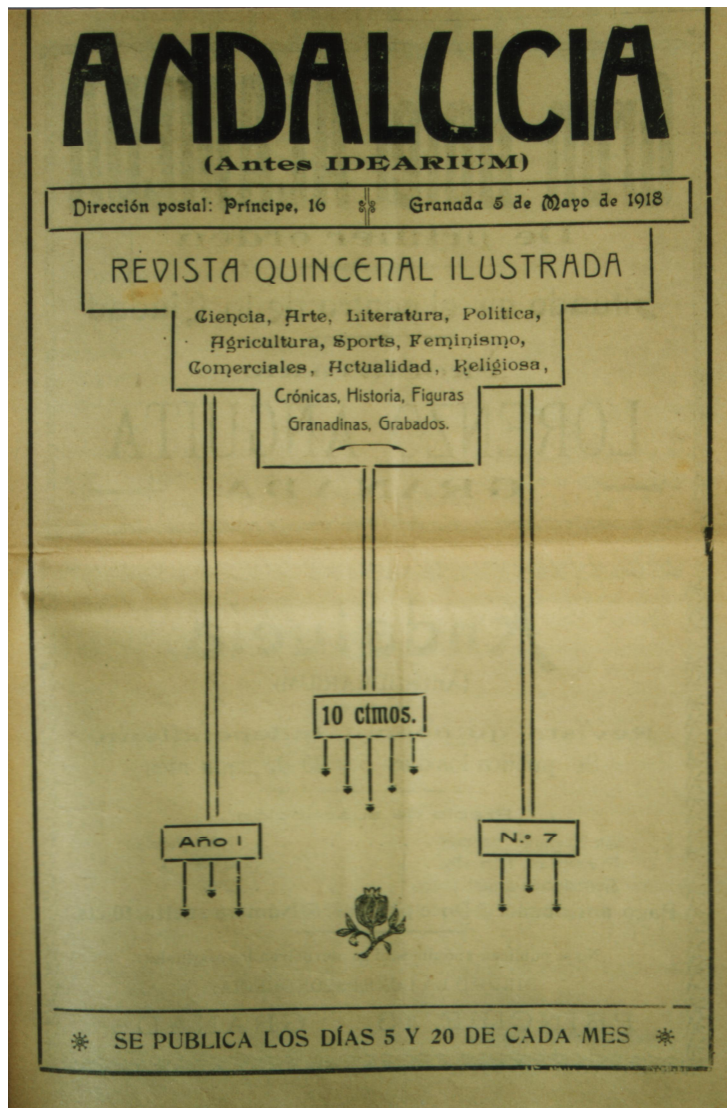 ANDALUCIA
(Antes IDEARIUM)
Dirección postal: Príncipe, 16
Granada 5 de Mayo de 1918
REVISTA QUINCENAL ILUSTRADA
Ciencia, Arte, Literatura, Politica,
Agricultura, Sports, Feminismo,
Comerciales, Actualidad, Religiosa,
Crónicas, Historia, Figuras
Granadinas, Grabados.
10 ctmos.
Año I
N.º 7
SE PUBLICA LOS DÍAS 5 Y 20 DE CADA MES